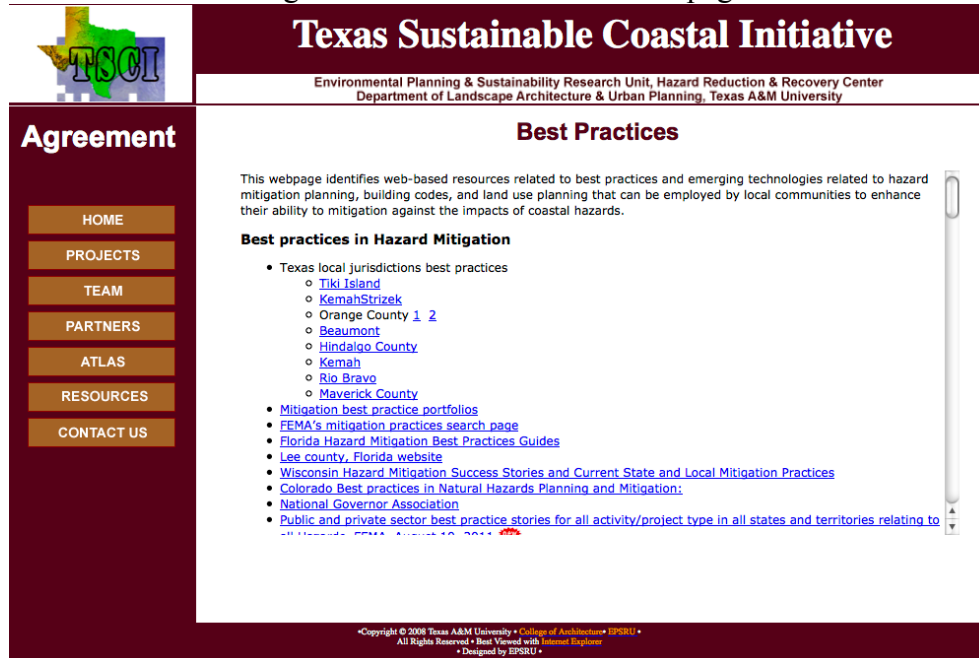 TSCI
Texas Sustainable Coastal Initiative
Environmental Planning & Sustainability Research Unit, Hazard Reduction & Recovery Center
Department of Landscape Architecture & Urban Planning, Texas A&M University
Agreement
HOME
PROJECTS
TEAM
PARTNERS
ATLAS
RESOURCES
CONTACT US
Best Practices
This webpage identifies web-based resources related to best practices and emerging technologies related to hazard
mitigation planning, building codes, and land use planning that can be employed by local communities to enhance
their ability to mitigation against the impacts of coastal hazards.
Best practices in Hazard Mitigation
• Texas local jurisdictions best practices
o Tiki Island
o KemahStrizek
o Orange County 1 2
o Beaumont
o Hindalgo County
o Kemah
o Rio Bravo
o Maverick County
• Mitigation best practice portfolios
• FEMA's mitigation practices search page
• Florida Hazard Mitigation Best Practices Guides
• Lee county, Florida website
• Wisconsin Hazard Mitigation Success Stories and Current State and Local Mitigation Practices
• Colorado Best practices in Natural Hazards Planning and Mitigation:
• National Governor Association
• Public and private sector best practice stories for all activity/project type in all states and territories relating to
all Hazards, FEMA, August 10, 2011
•Copyright © 2008 Texas A&M University • College of Architecture• EPSRU •
All Rights Reserved • Best Viewed with Internet Explorer
• Designed by EPSRU •